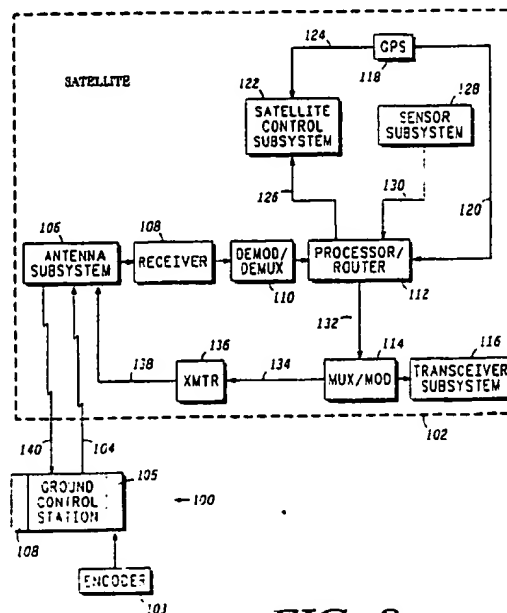 124
GPS
118
SATELLITE
122
128
SATELLITE
CONTROL
SUBSYSTEM
SENSOR
SUBSYSTEM
126
130
120
106
108
ANTENNA
SUBSYSTEM
RECEIVER
DEMOD/
DEMUX
PROCESSOR/
ROUTER
110
112
132
136
114
116
138
XMTR
134
MUX/MOD
TRANSCEIVER
SUBSYSTEM
102
140
104
GROUND
CONTROL
STATION
105
100
108
ENCODER
103